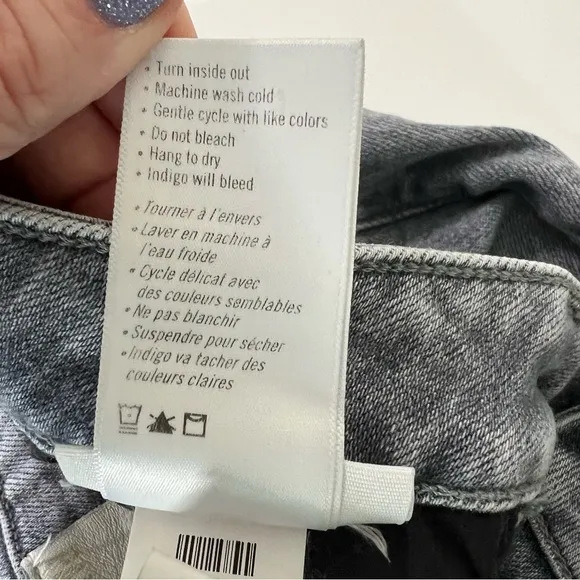 • Turn inside out
• Machine wash cold
• Gentle cycle with like colors
• Do not bleach
• Hang to dry
• Indigo will bleed
• Tourner à l'envers
• Laver en machine à
l'eau froide
• Cycle délicat avec
des couleurs semblables
• Ne pas blanchir
• Suspendre pour sécher
• Indigo va tacher des
couleurs claires